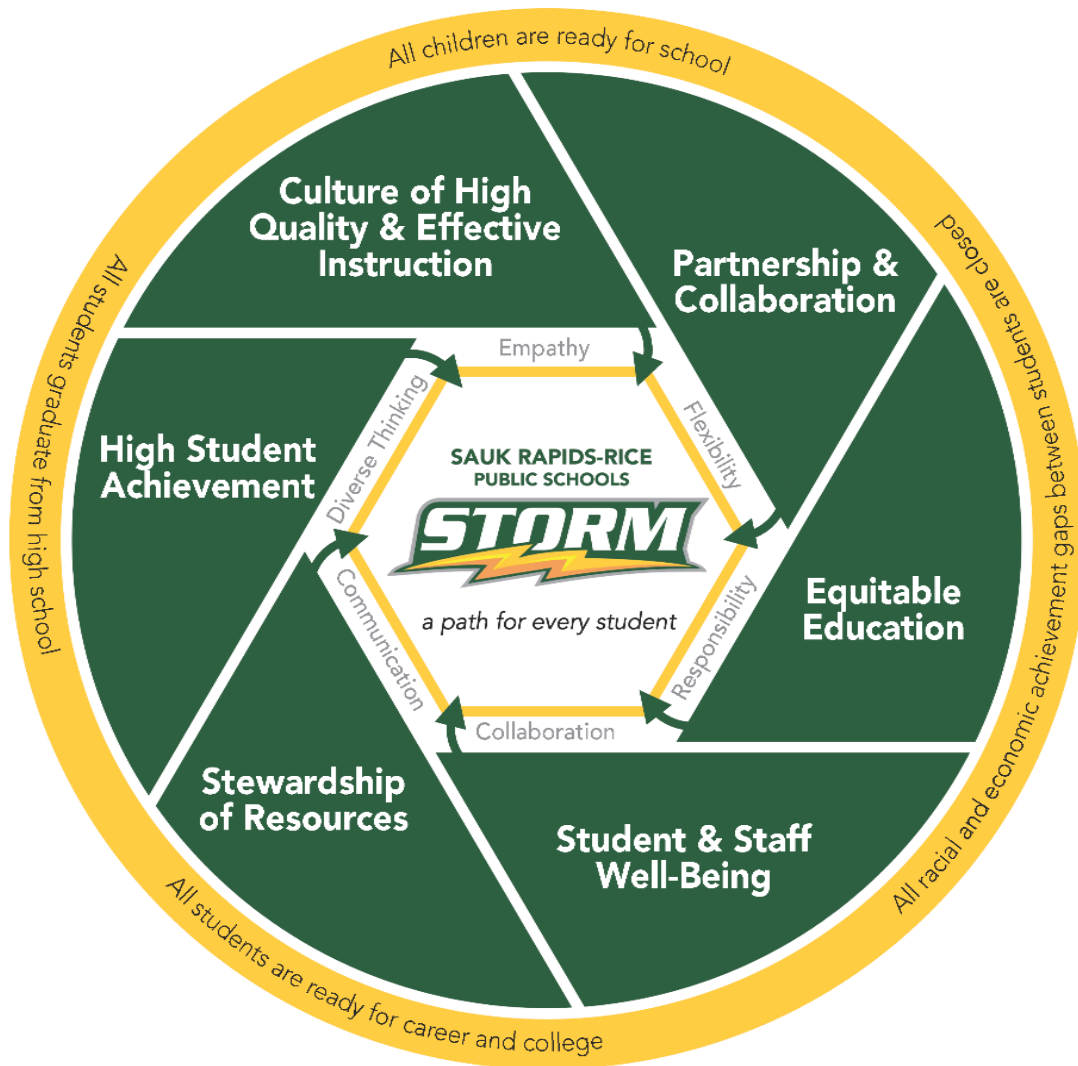 All children are ready for school
All racial and economic achievement gaps between students are closed
All students are ready for career and college
All students graduate from high school
Culture of High
Quality & Effective
Instruction
Partnership &
Collaboration
Equitable
Education
Student & Staff
Well-Being
Stewardship
of Resources
High Student
Achievement
Empathy
Flexibility
Responsibility
Collaboration
Communication
Diverse Thinking
SAUK RAPIDS-RICE
PUBLIC SCHOOLS
STORM
a path for every student